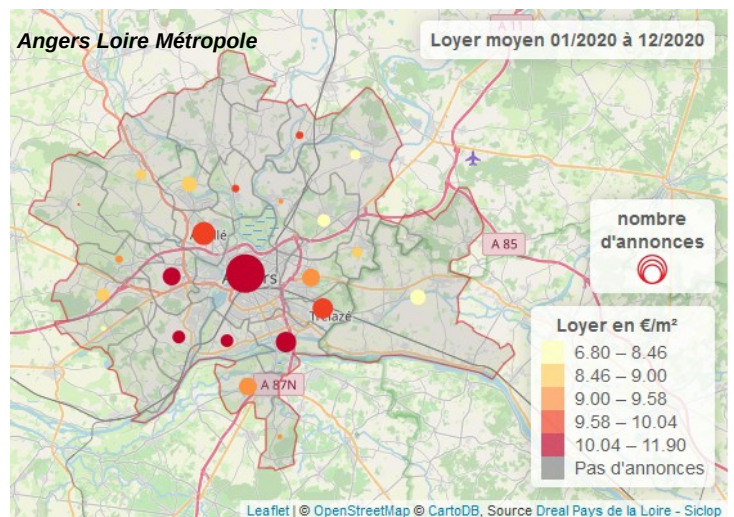 Angers Loire Métropole
Loyer moyen 01/2020 à 12/2020
A 11
A 85
nombre
d'annonces
Trélazé
A 87N
Loyer en €/m²
6.80 – 8.46
8.46 – 9.00
9.00 – 9.58
9.58 – 10.04
10.04 – 11.90
Pas d'annonces
Leaflet | © OpenStreetMap © CartoDB, Source Dreal Pays de la Loire - Siclop